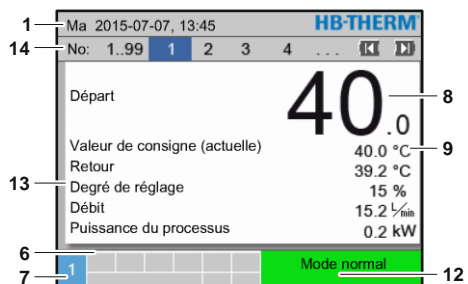 1 Ma 2015-07-07, 13:45 HB-THERM
14 No: 1..99 1 2 3 4 ...
Départ 40.0 8
Valeur de consigne (actuelle) 40.0 °C 9
Retour 39.2 °C
13 Degré de réglage 15 %
Débit 15.2 L/min
Puissance du processus 0.2 kW
6
7 1 Mode normal 12